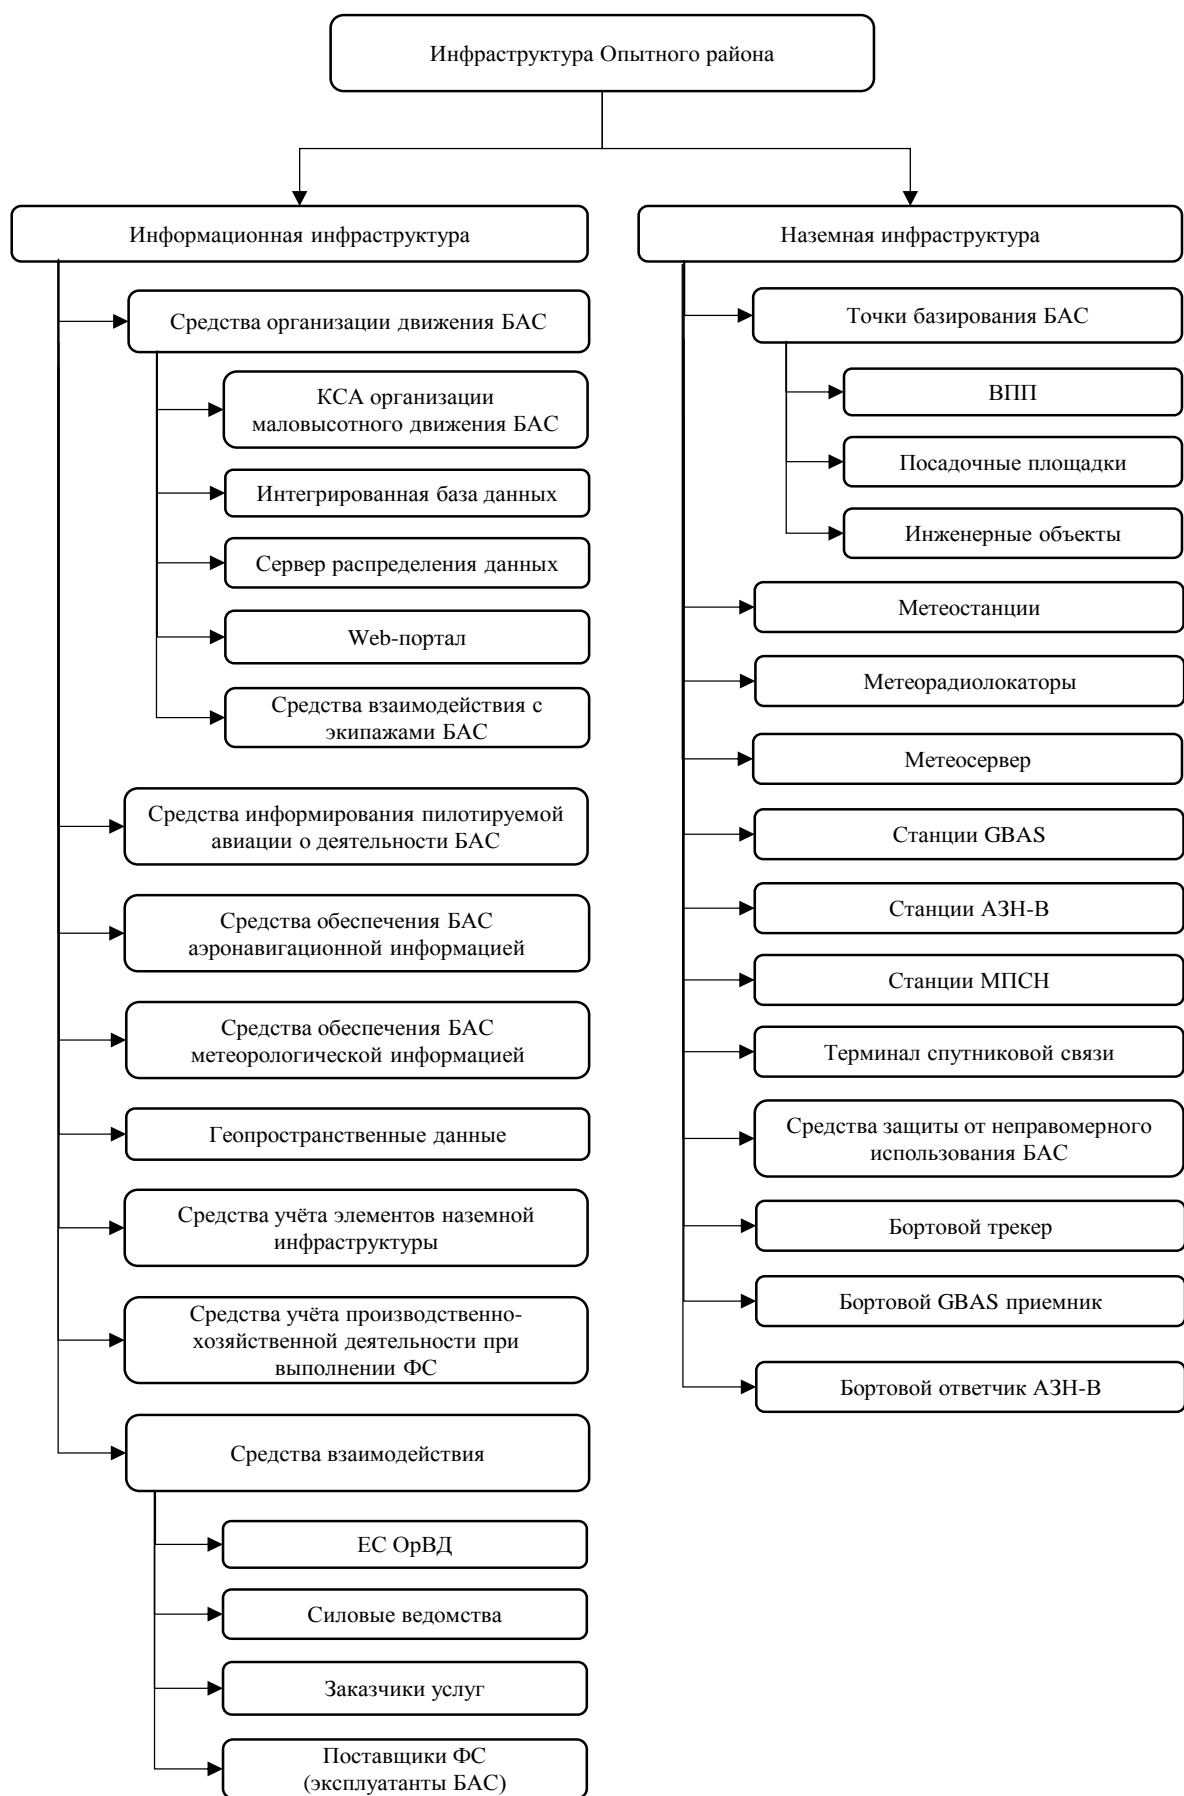 Инфраструктура Опытного района
Информационная инфраструктура
Средства организации движения БАС
КСА организации
маловысотного движения БАС
Интегрированная база данных
Сервер распределения данных
Web-портал
Средства взаимодействия с
экипажами БАС
Средства информирования пилотируемой
авиации о деятельности БАС
Средства обеспечения БАС
аэронавигационной информацией
Средства обеспечения БАС
метеорологической информацией
Геопространственные данные
Средства учёта элементов наземной
инфраструктуры
Средства учёта производственно-
хозяйственной деятельности при
выполнении ФС
Средства взаимодействия
ЕС ОрВД
Силовые ведомства
Заказчики услуг
Поставщики ФС
(эксплуатанты БАС)
Наземная инфраструктура
Точки базирования БАС
ВПП
Посадочные площадки
Инженерные объекты
Метеостанции
Метеорадиолокаторы
Метеосервер
Станции GBAS
Станции АЗН-В
Станции МПСН
Терминал спутниковой связи
Средства защиты от неправомерного
использования БАС
Бортовой трекер
Бортовой GBAS приемник
Бортовой ответчик АЗН-В